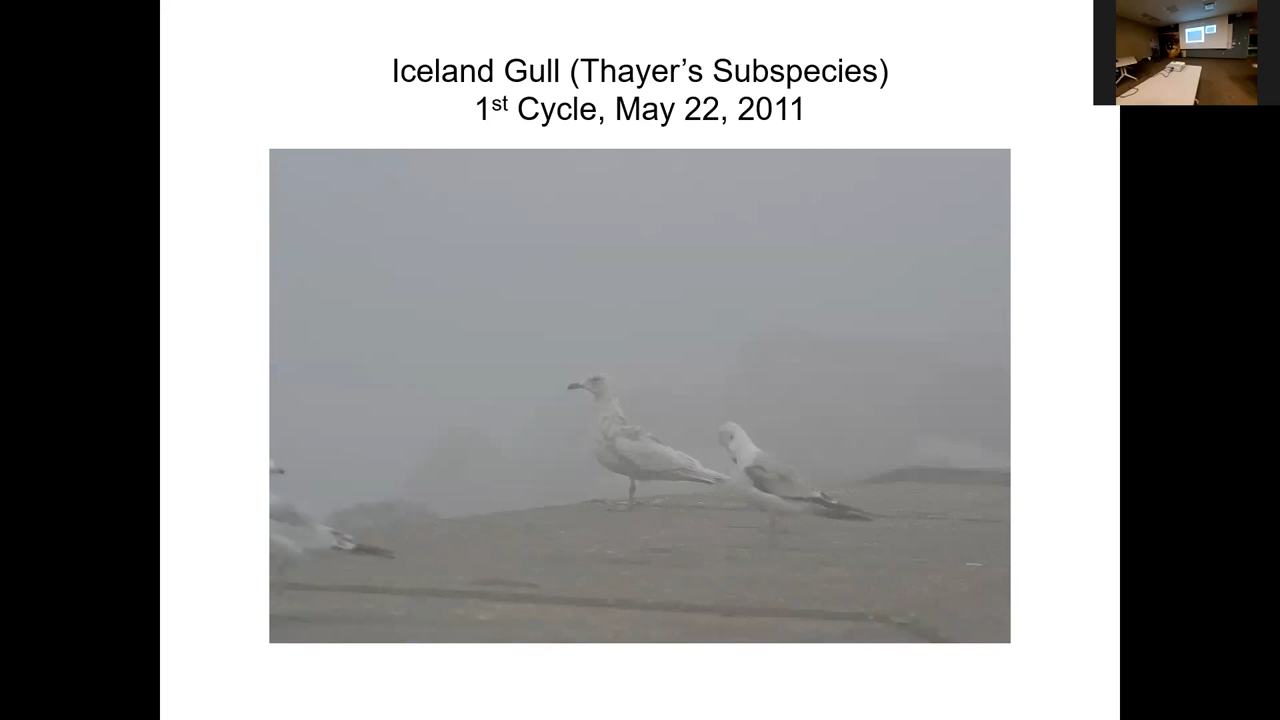 Iceland Gull (Thayer’s Subspecies)
1st Cycle, May 22, 2011